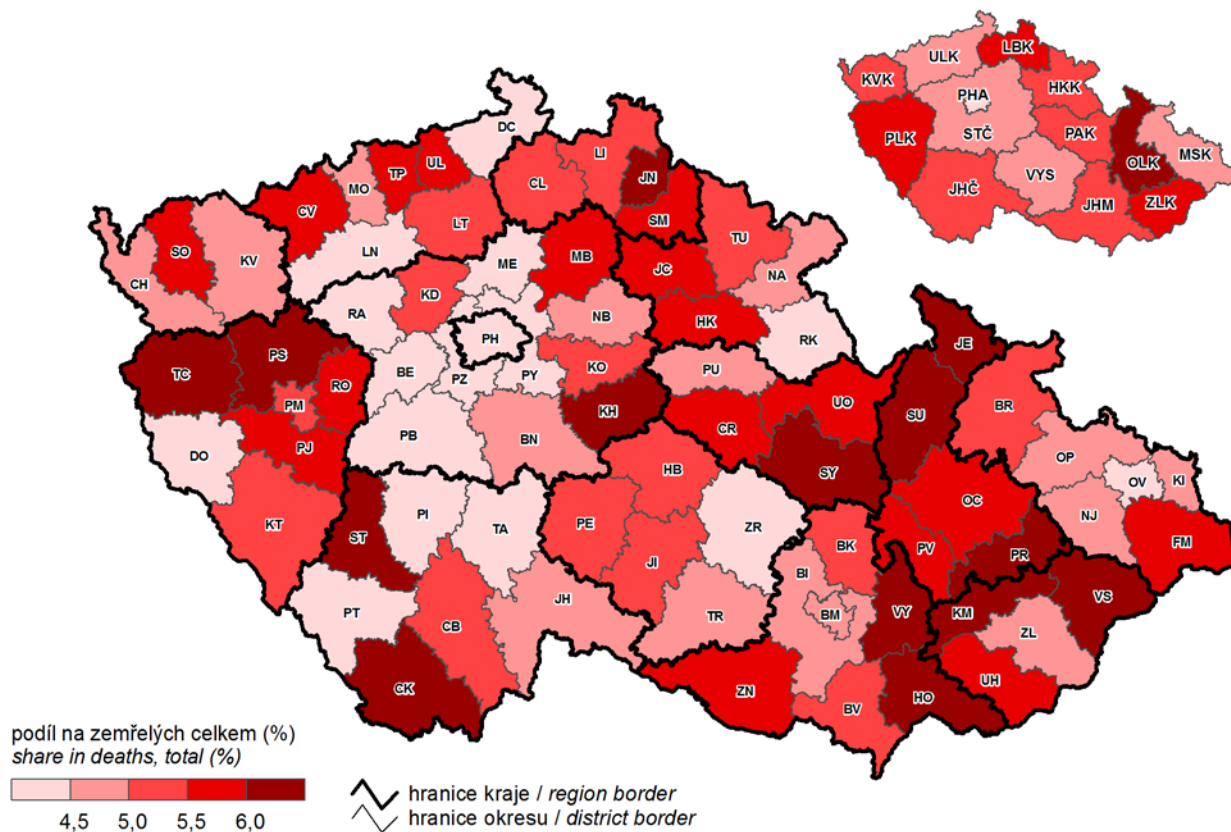 DC
UL
TP
MO
CV
LT
LN
CL
LI
JN
SM
SO
KV
CH
TU
NA
JC
HK
RK
ME
MB
KD
RA
NB
PH
BE
PZ
PY
KO
KH
PB
BN
PS
TC
RO
PM
PJ
DO
KT
PU
UO
CR
SY
JE
SU
BR
OP
OV
KI
NJ
FM
OC
PV
PR
HB
PE
JI
ZR
TR
ST
PI
TA
PT
CB
JH
CK
BK
BI
BM
VY
ZN
BV
HO
KM
VS
ZL
UH
ULK
LBK
KVK
PHA
HKK
STČ
PLK
PAK
OLK
MSK
VYS
JHČ
JHM
ZLK
podíl na zemřelých celkem (%)
share in deaths, total (%)
4,5 5,0 5,5 6,0
hranice kraje / region border
hranice okresu / district border